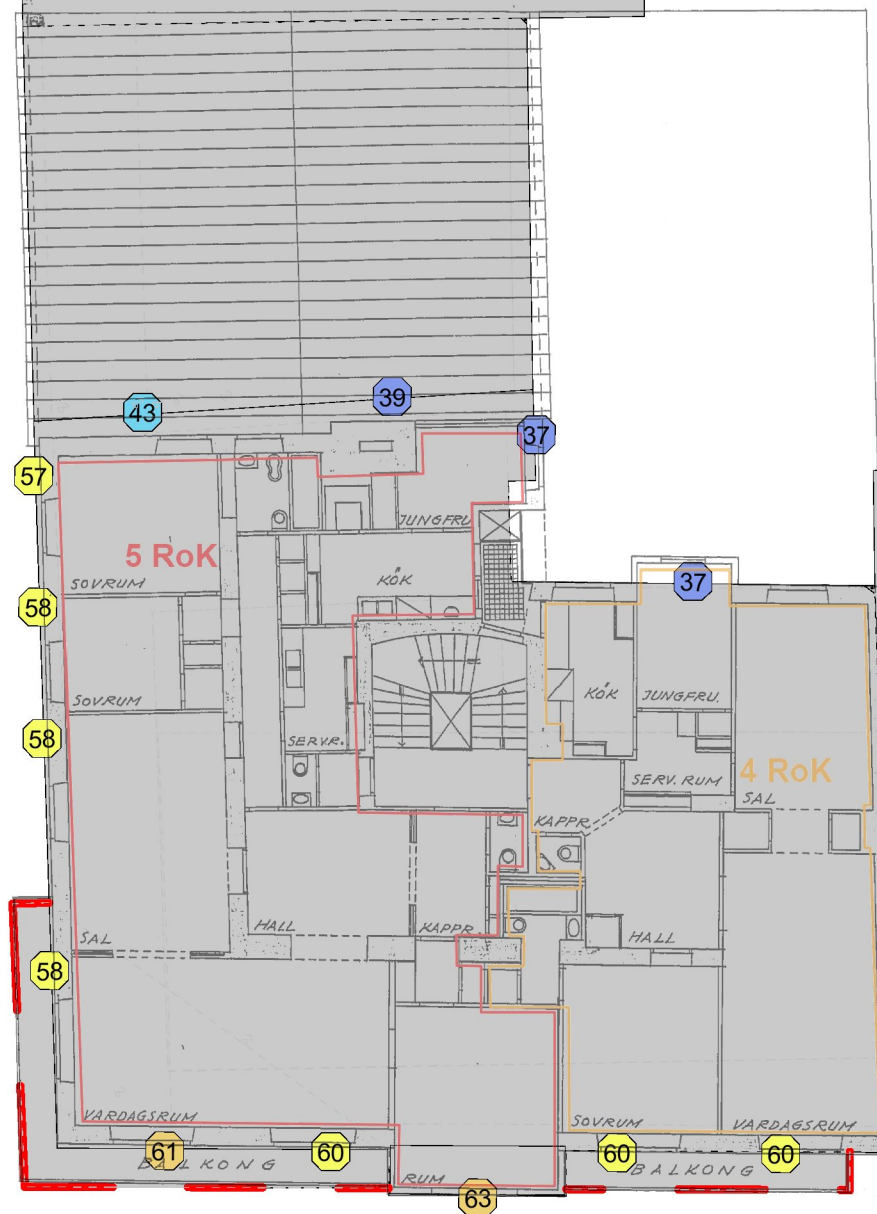 39
43
37
57
JUNGFRU
5 RoK
KÖK
SOVRUM
37
58
SOVRUM
KÖK
JUNGFRU.
58
SERVR.
SERV. RUM
4 RoK
SAL
KAPPR
HALL
KAPPR.
HALL
SAL
58
VARDAGSRUM
SOVRUM
VARDAGSRUM
61
60
60
60
BALKONG
RUM
BALKONG
63